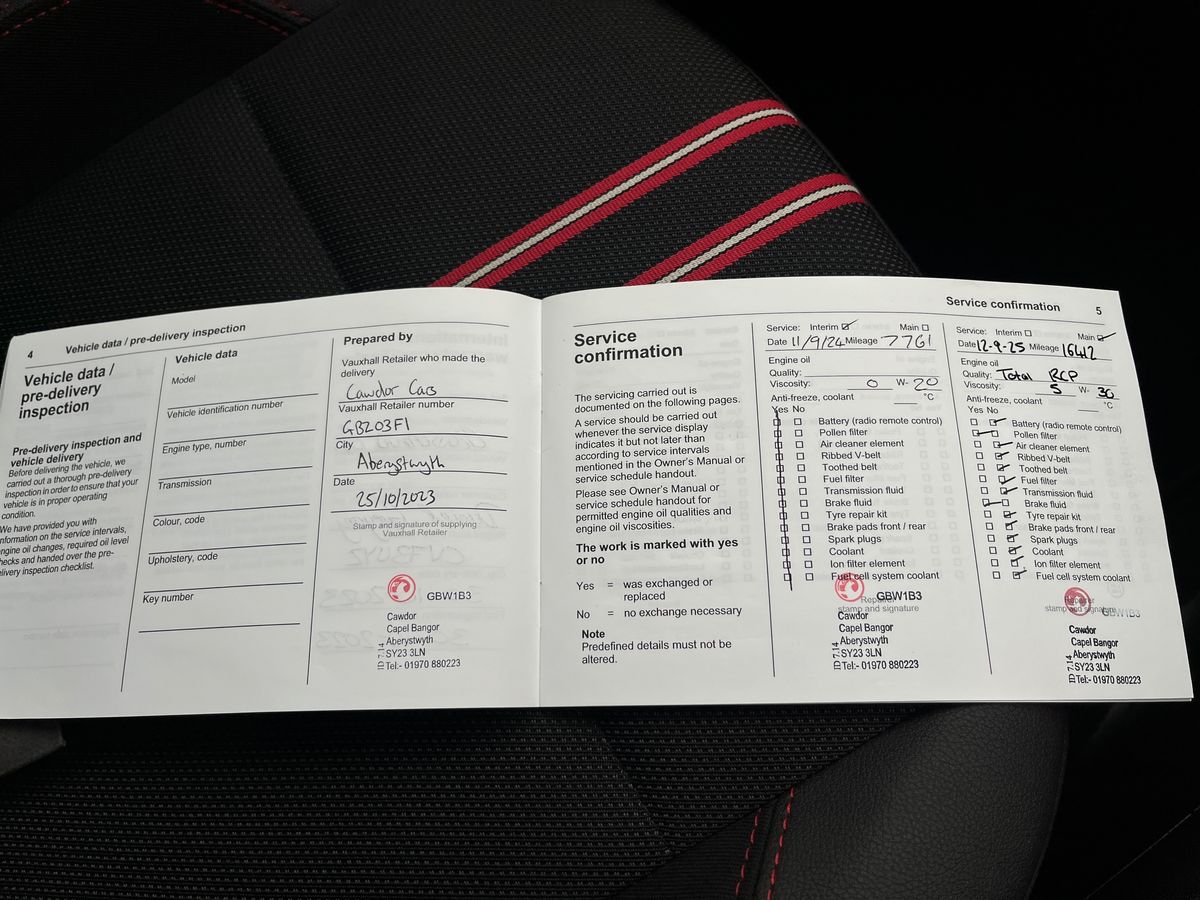 4 Vehicle data / pre-delivery inspection
Vehicle data /
pre-delivery
inspection
Pre-delivery inspection and
vehicle delivery
Before delivering the vehicle, we
carried out a thorough pre-delivery
inspection in order to ensure that your
vehicle is in proper operating
condition.
We have provided you with
information on the service intervals,
engine oil changes, required oil level
checks and handed over the pre-
delivery inspection checklist.
Vehicle data
Model
Vehicle identification number
Engine type, number
Transmission
Colour, code
Upholstery, code
Key number
Prepared by
Vauxhall Retailer who made the
delivery
Cawdor Cars
Vauxhall Retailer number
GB203F1
City
Aberystwyth
Date
25/10/2023
Stamp and signature of supplying
Vauxhall Retailer
GBW1B3
Cawdor
Capel Bangor
Aberystwyth
SY23 3LN
Tel:- 01970 880223
Service confirmation 5
Service
confirmation
The servicing carried out is
documented on the following pages.
A service should be carried out
whenever the service display
indicates it but not later than
according to service intervals
mentioned in the Owner's Manual or
service schedule handout.
Please see Owner's Manual or
service schedule handout for
permitted engine oil qualities and
engine oil viscosities.
The work is marked with yes
or no
Yes = was exchanged or
replaced
No = no exchange necessary
Note
Predefined details must not be
altered.
Service: Interim Main
Date 11/9/24 Mileage 7761
Engine oil
Quality:
Viscosity: 0 W- 20
Anti-freeze, coolant °C
Yes No
Battery (radio remote control)
Pollen filter
Air cleaner element
Ribbed V-belt
Toothed belt
Fuel filter
Transmission fluid
Brake fluid
Tyre repair kit
Brake pads front / rear
Spark plugs
Coolant
Ion filter element
Fuel cell system coolant
GBW1B3
Repairer
stamp and signature
Cawdor
Capel Bangor
Aberystwyth
SY23 3LN
Tel:- 01970 880223
Service: Interim Main
Date 12-9-25 Mileage 16412
Engine oil
Quality: Total RCP
Viscosity: 5 W- 30
Anti-freeze, coolant °C
Yes No
Battery (radio remote control)
Pollen filter
Air cleaner element
Ribbed V-belt
Toothed belt
Fuel filter
Transmission fluid
Brake fluid
Tyre repair kit
Brake pads front / rear
Spark plugs
Coolant
Ion filter element
Fuel cell system coolant
Repairer
stamp and signature
GBW1B3
Cawdor
Capel Bangor
Aberystwyth
SY23 3LN
Tel:- 01970 880223